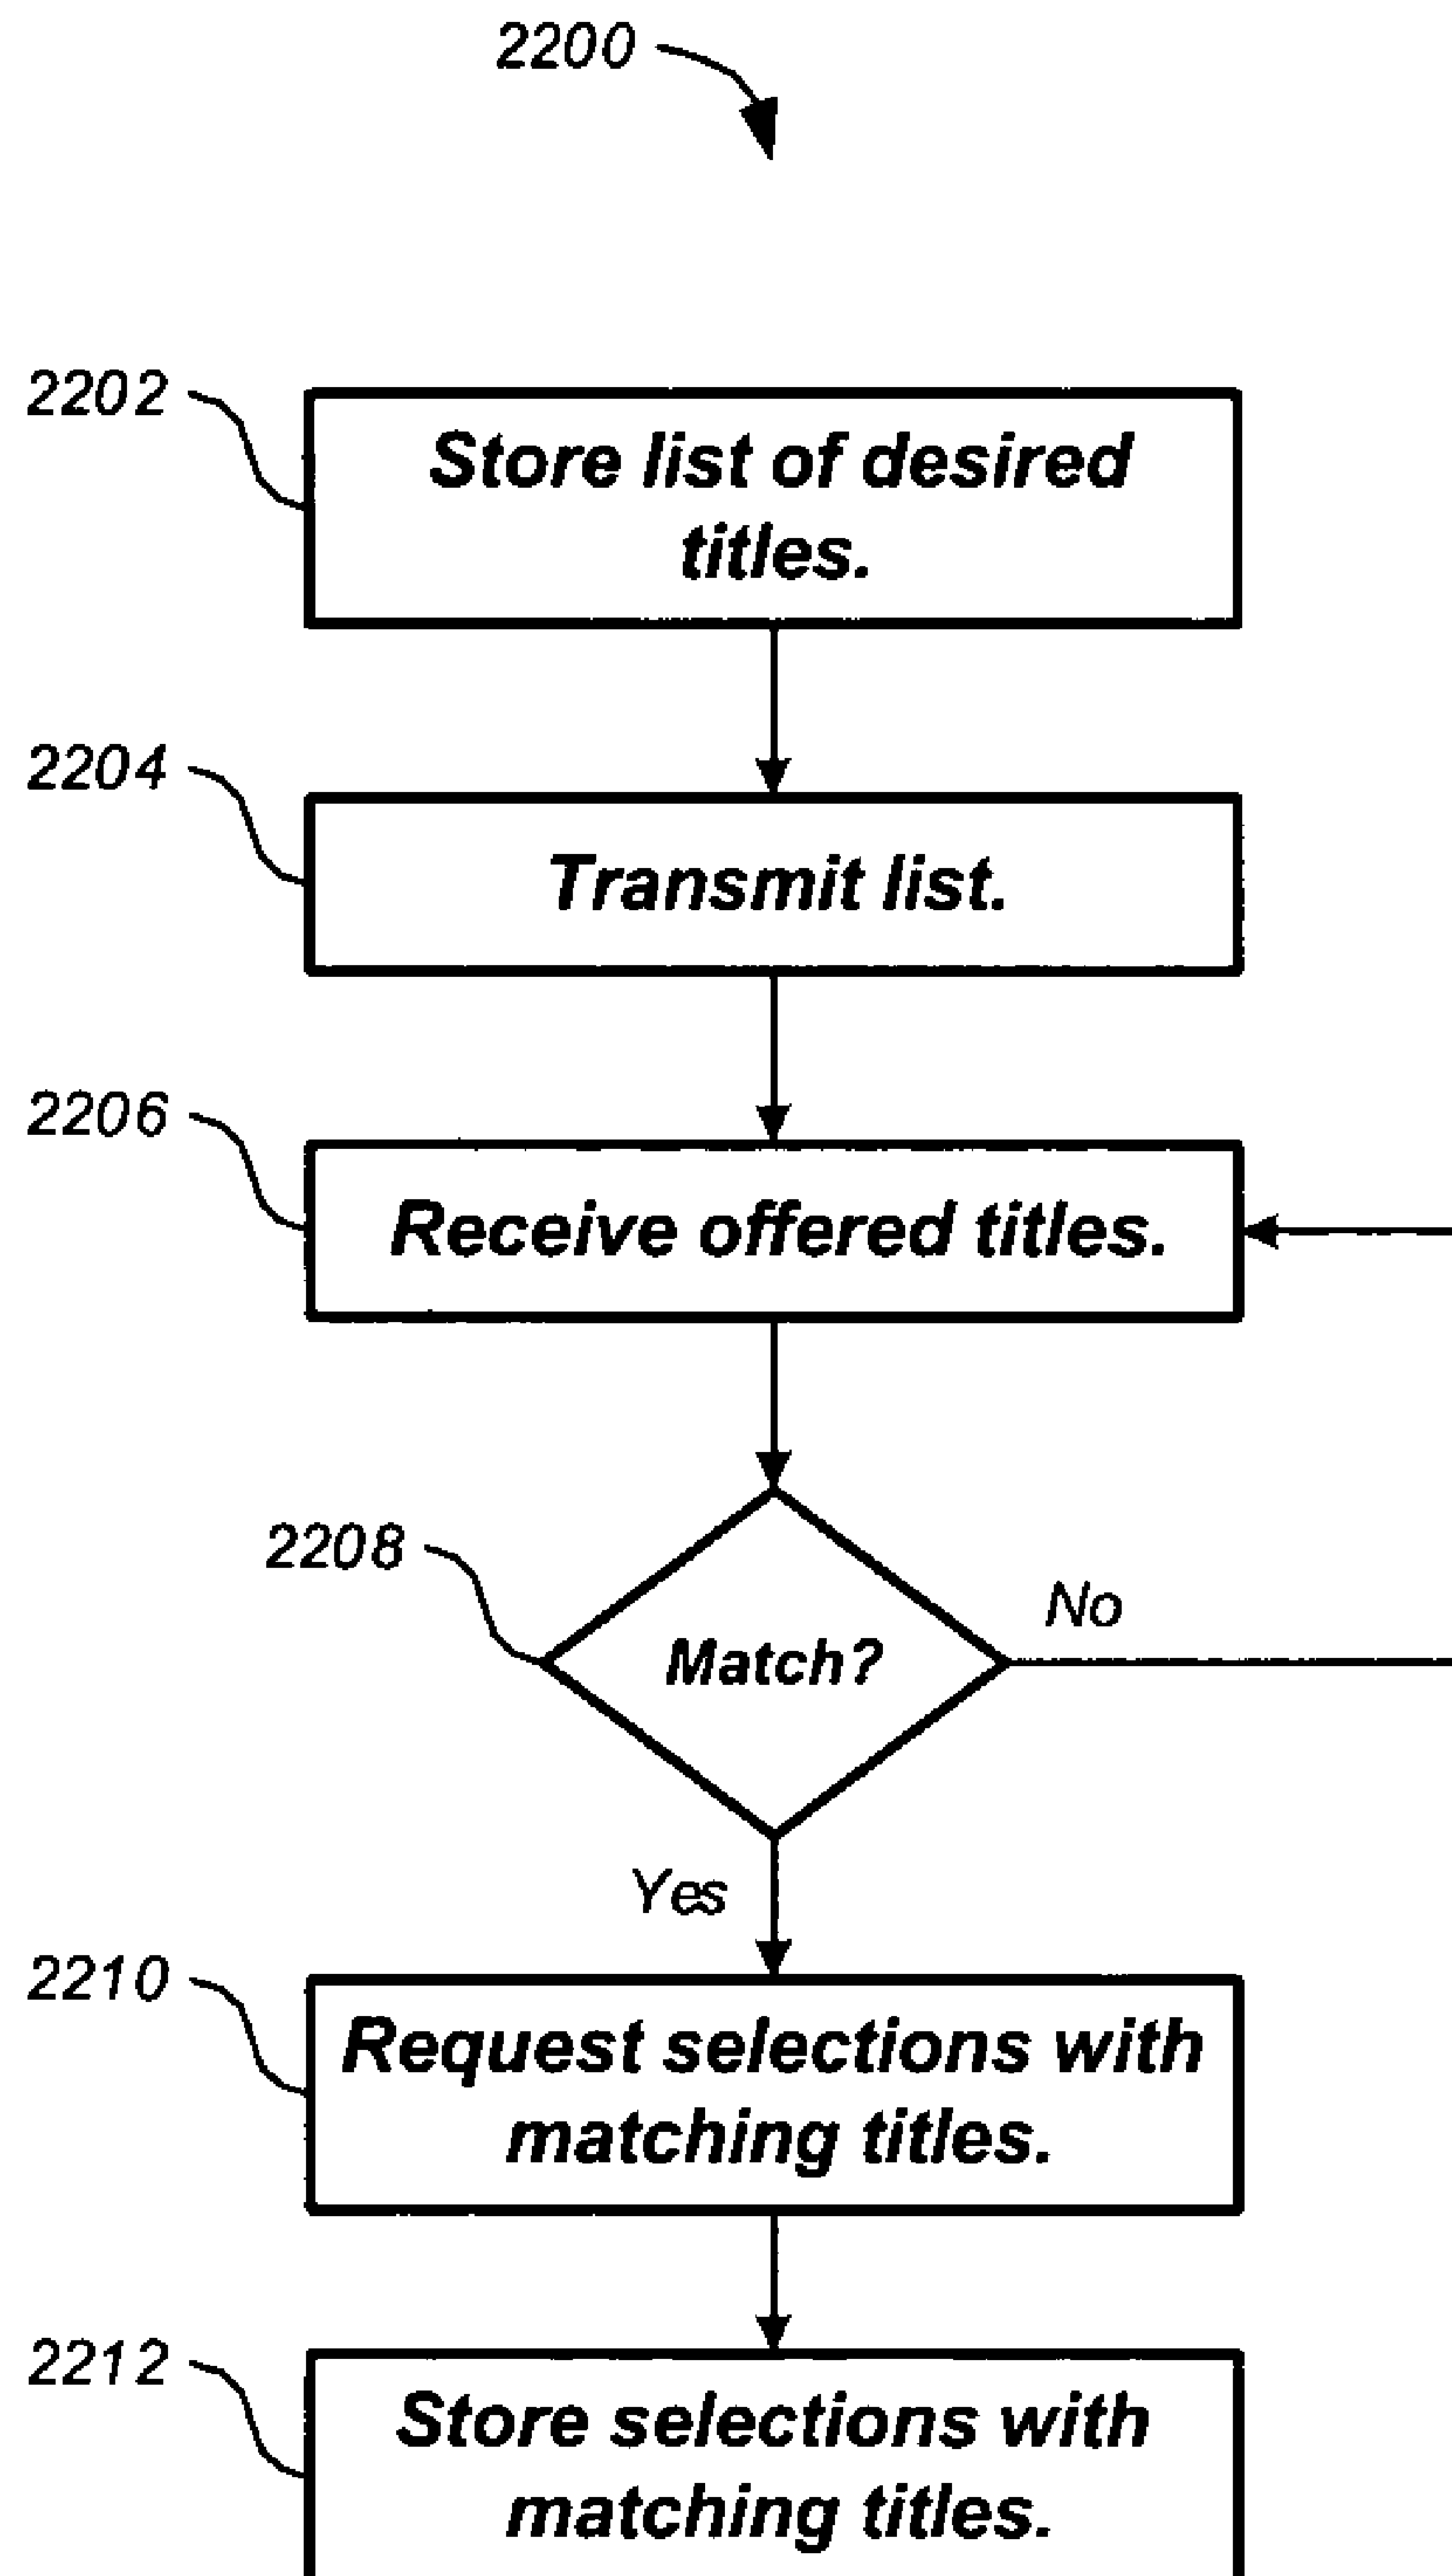 2200
2202
Store list of desired
titles.
2204
Transmit list.
2206
Receive offered titles.
2208
Match?
No
Yes
2210
Request selections with
matching titles.
2212
Store selections with
matching titles.